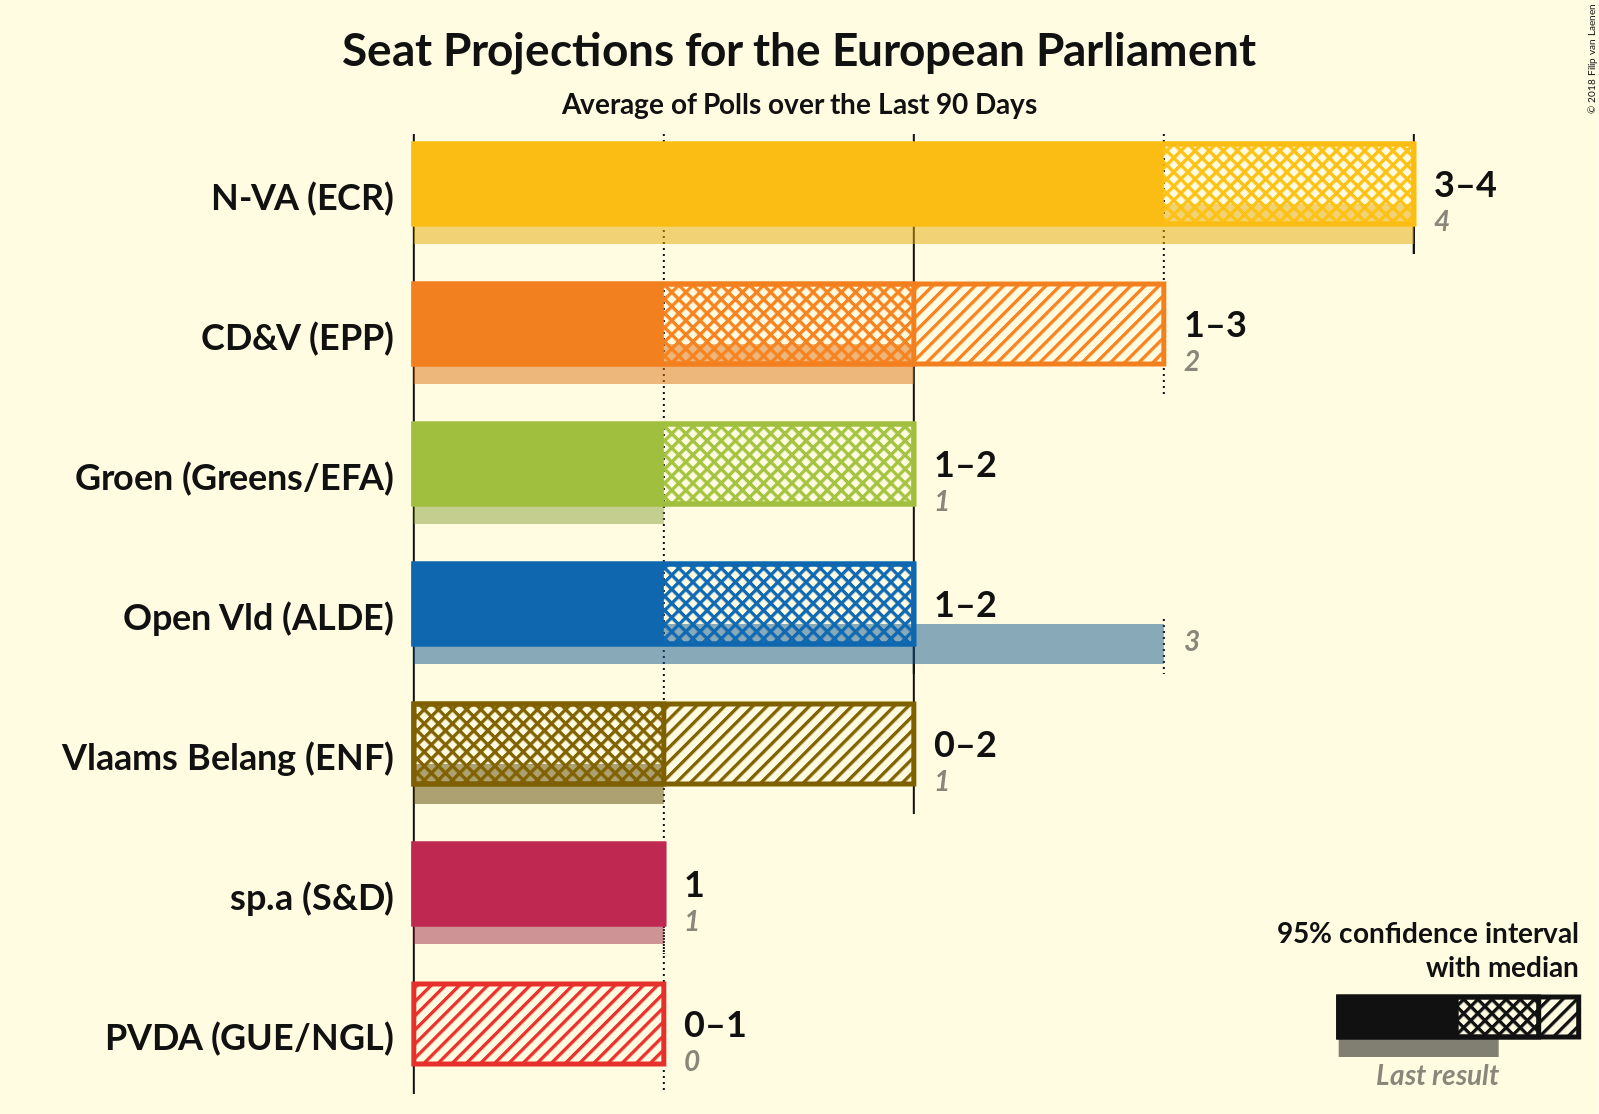 Seat Projections for the European Parliament
Average of Polls over the Last 90 Days
© 2018 Filip van Laenen
N-VA (ECR)
3–4
4
CD&V (EPP)
1–3
2
Groen (Greens/EFA)
1–2
1
Open Vld (ALDE)
1–2
3
Vlaams Belang (ENF)
0–2
1
sp.a (S&D)
1
1
PVDA (GUE/NGL)
0–1
0
95% confidence interval
with median
Last result